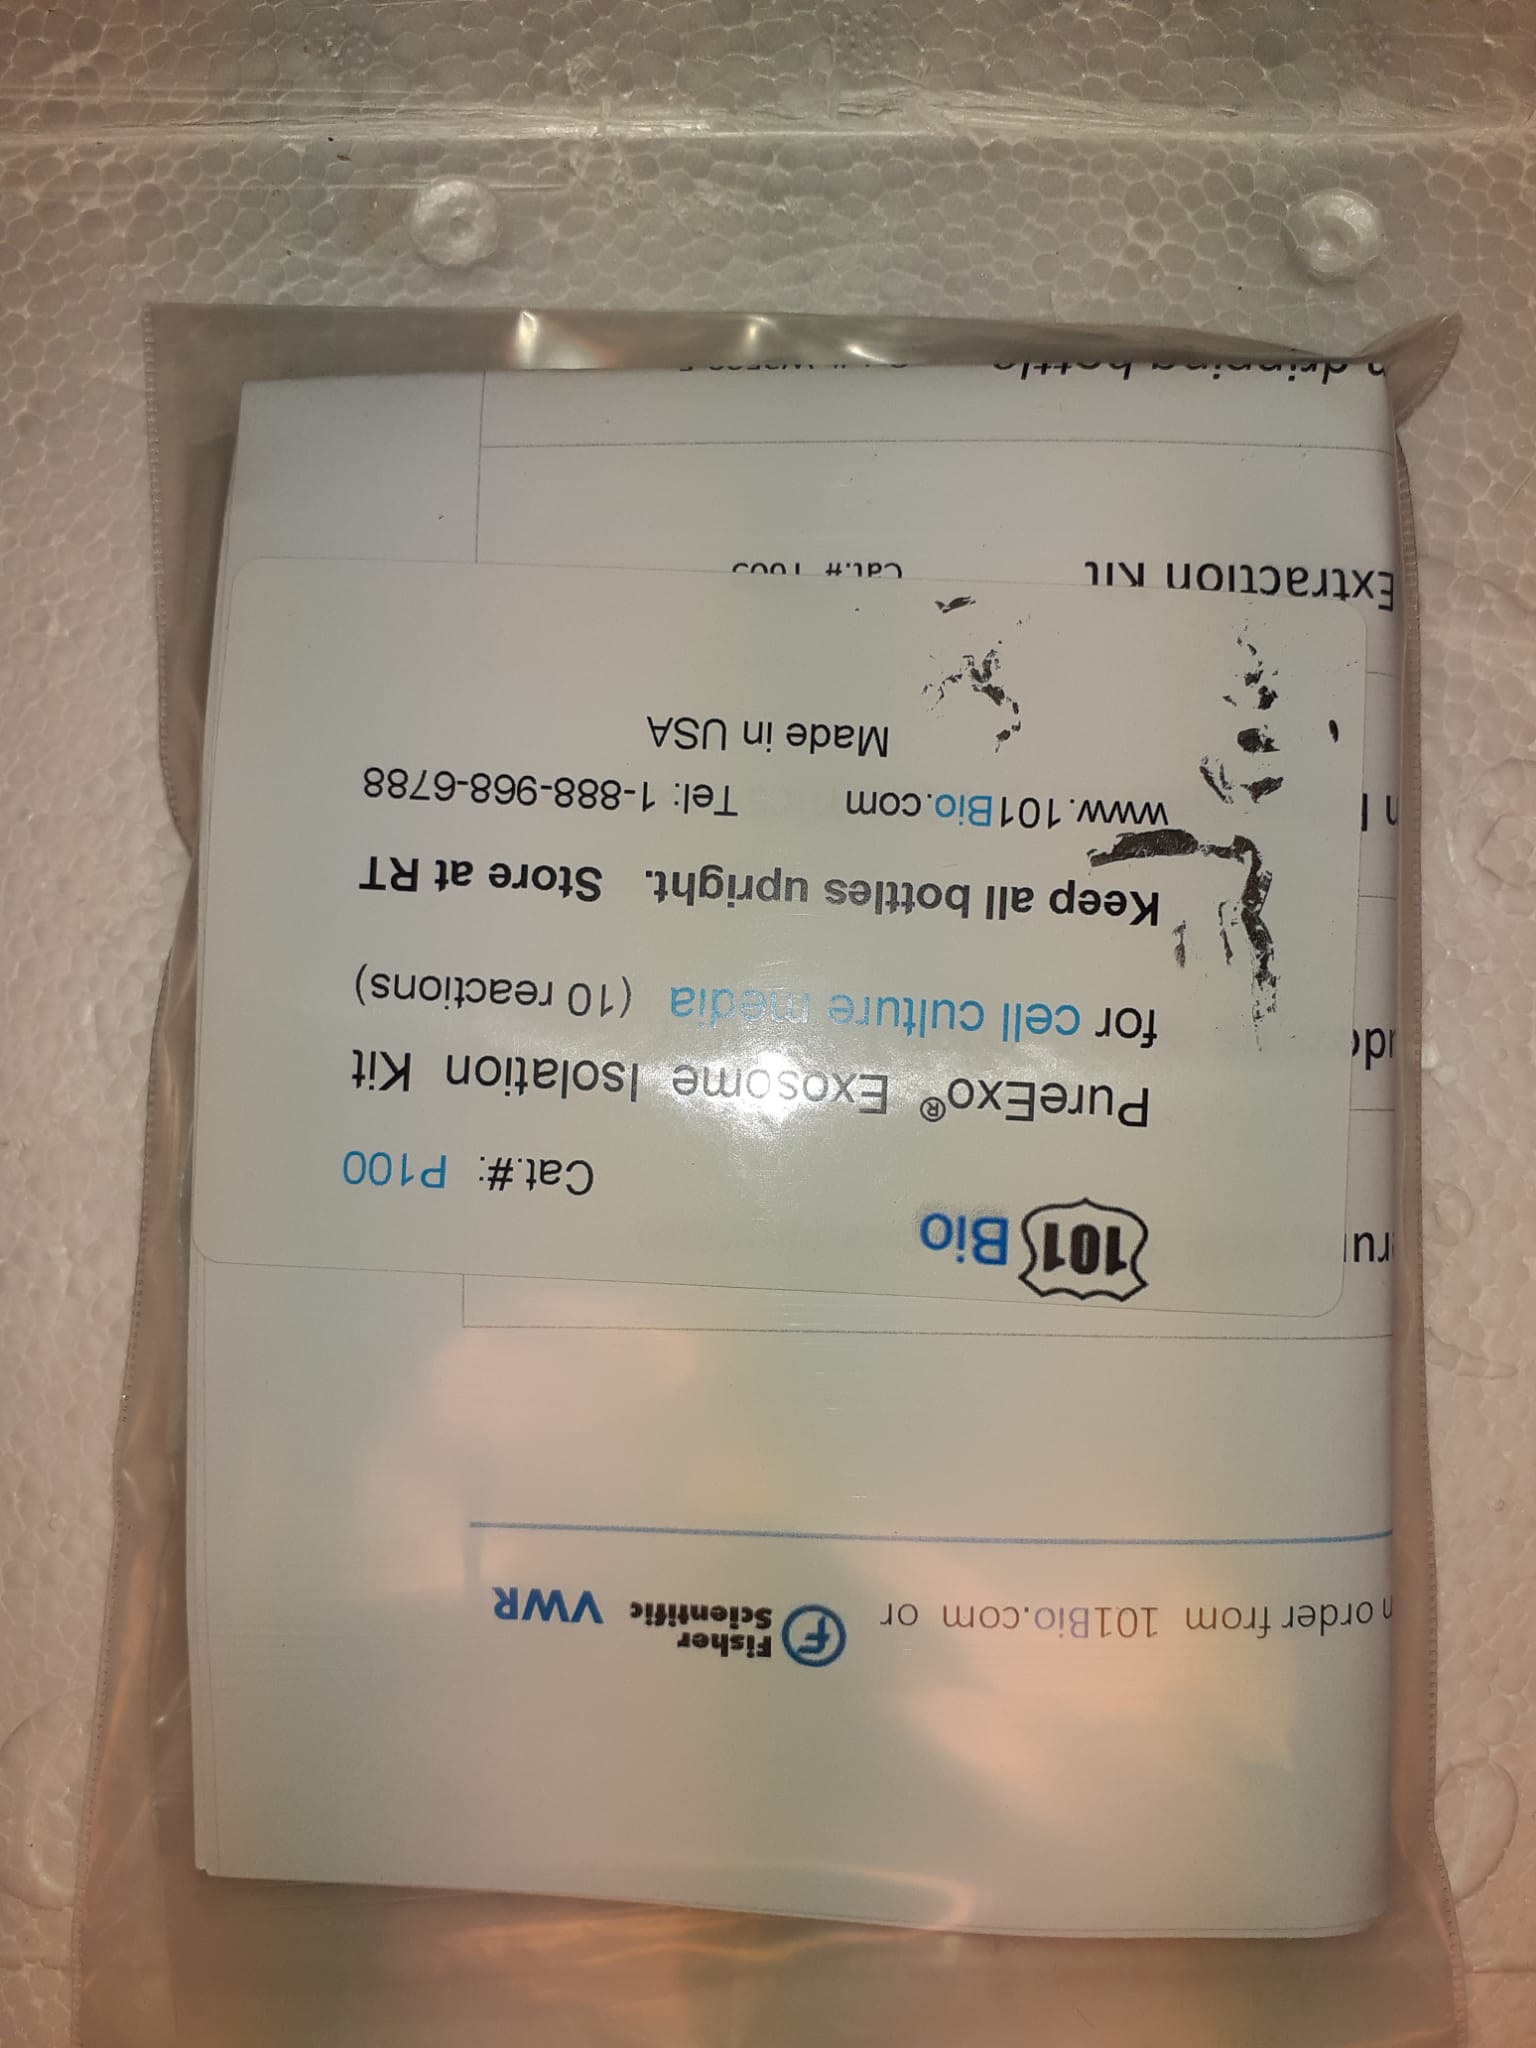 n order from 101Bio.com or Fisher Scientific VWR
101 Bio
Cat.#: P100
PureExo® Exosome Isolation Kit
for cell culture media (10 reactions)
Keep all bottles upright. Store at RT
www.101Bio.com Tel: 1-888-968-6788
Made in USA
Extraction Kit